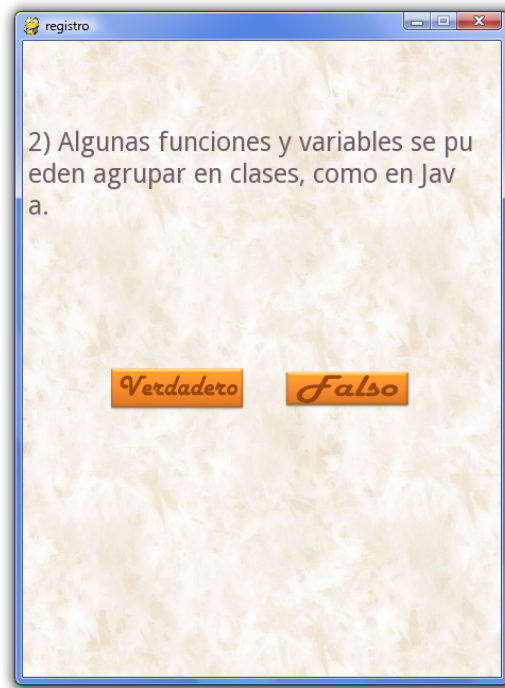 registro
2) Algunas funciones y variables se pu
eden agrupar en clases, como en Jav
a.
Verdadero Falso